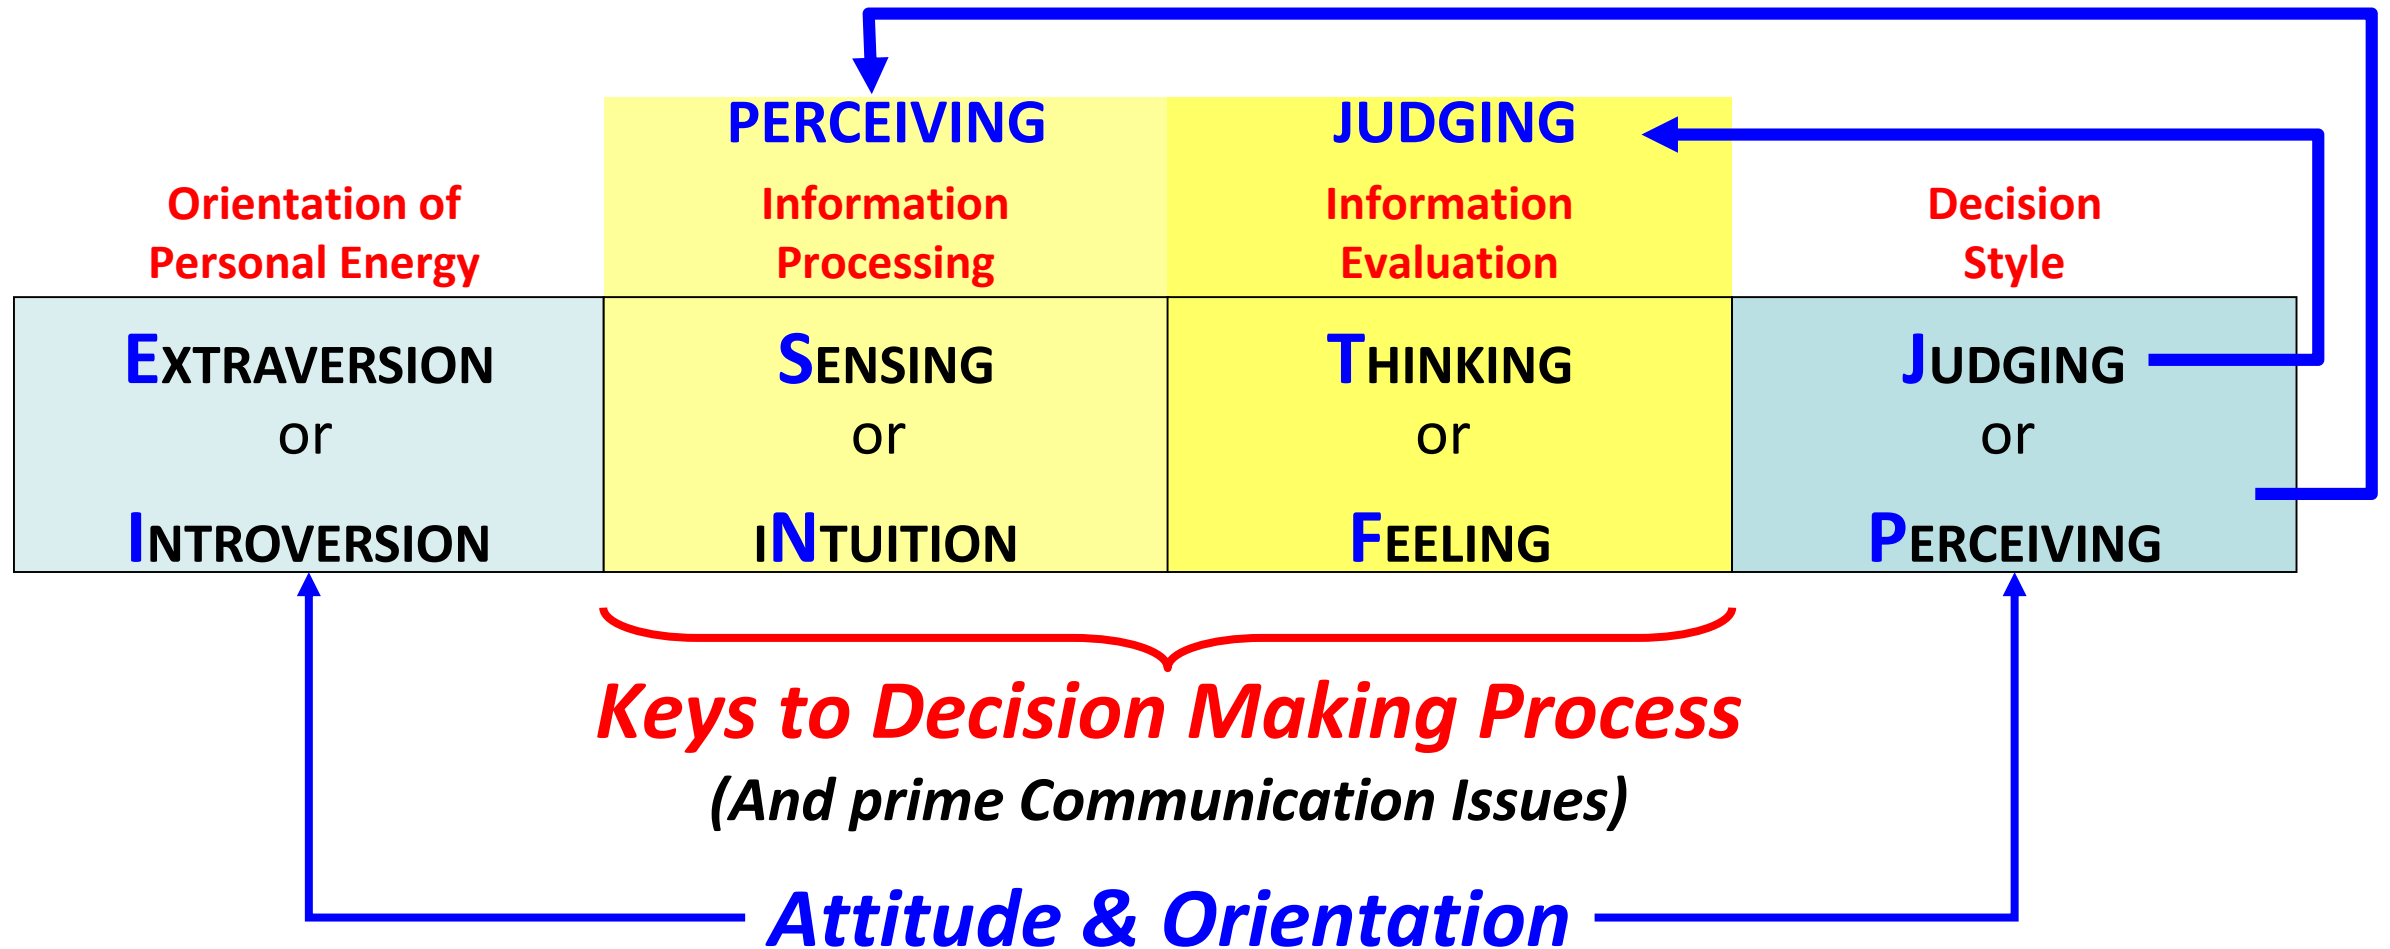 PERCEIVING
JUDGING
Orientation of
Personal Energy
Information
Processing
Information
Evaluation
Decision
Style
EXTRAVERSION
or
INTROVERSION
SENSING
or
INTUITION
THINKING
or
FEELING
JUDGING
or
PERCEIVING
Keys to Decision Making Process
(And prime Communication Issues)
Attitude & Orientation